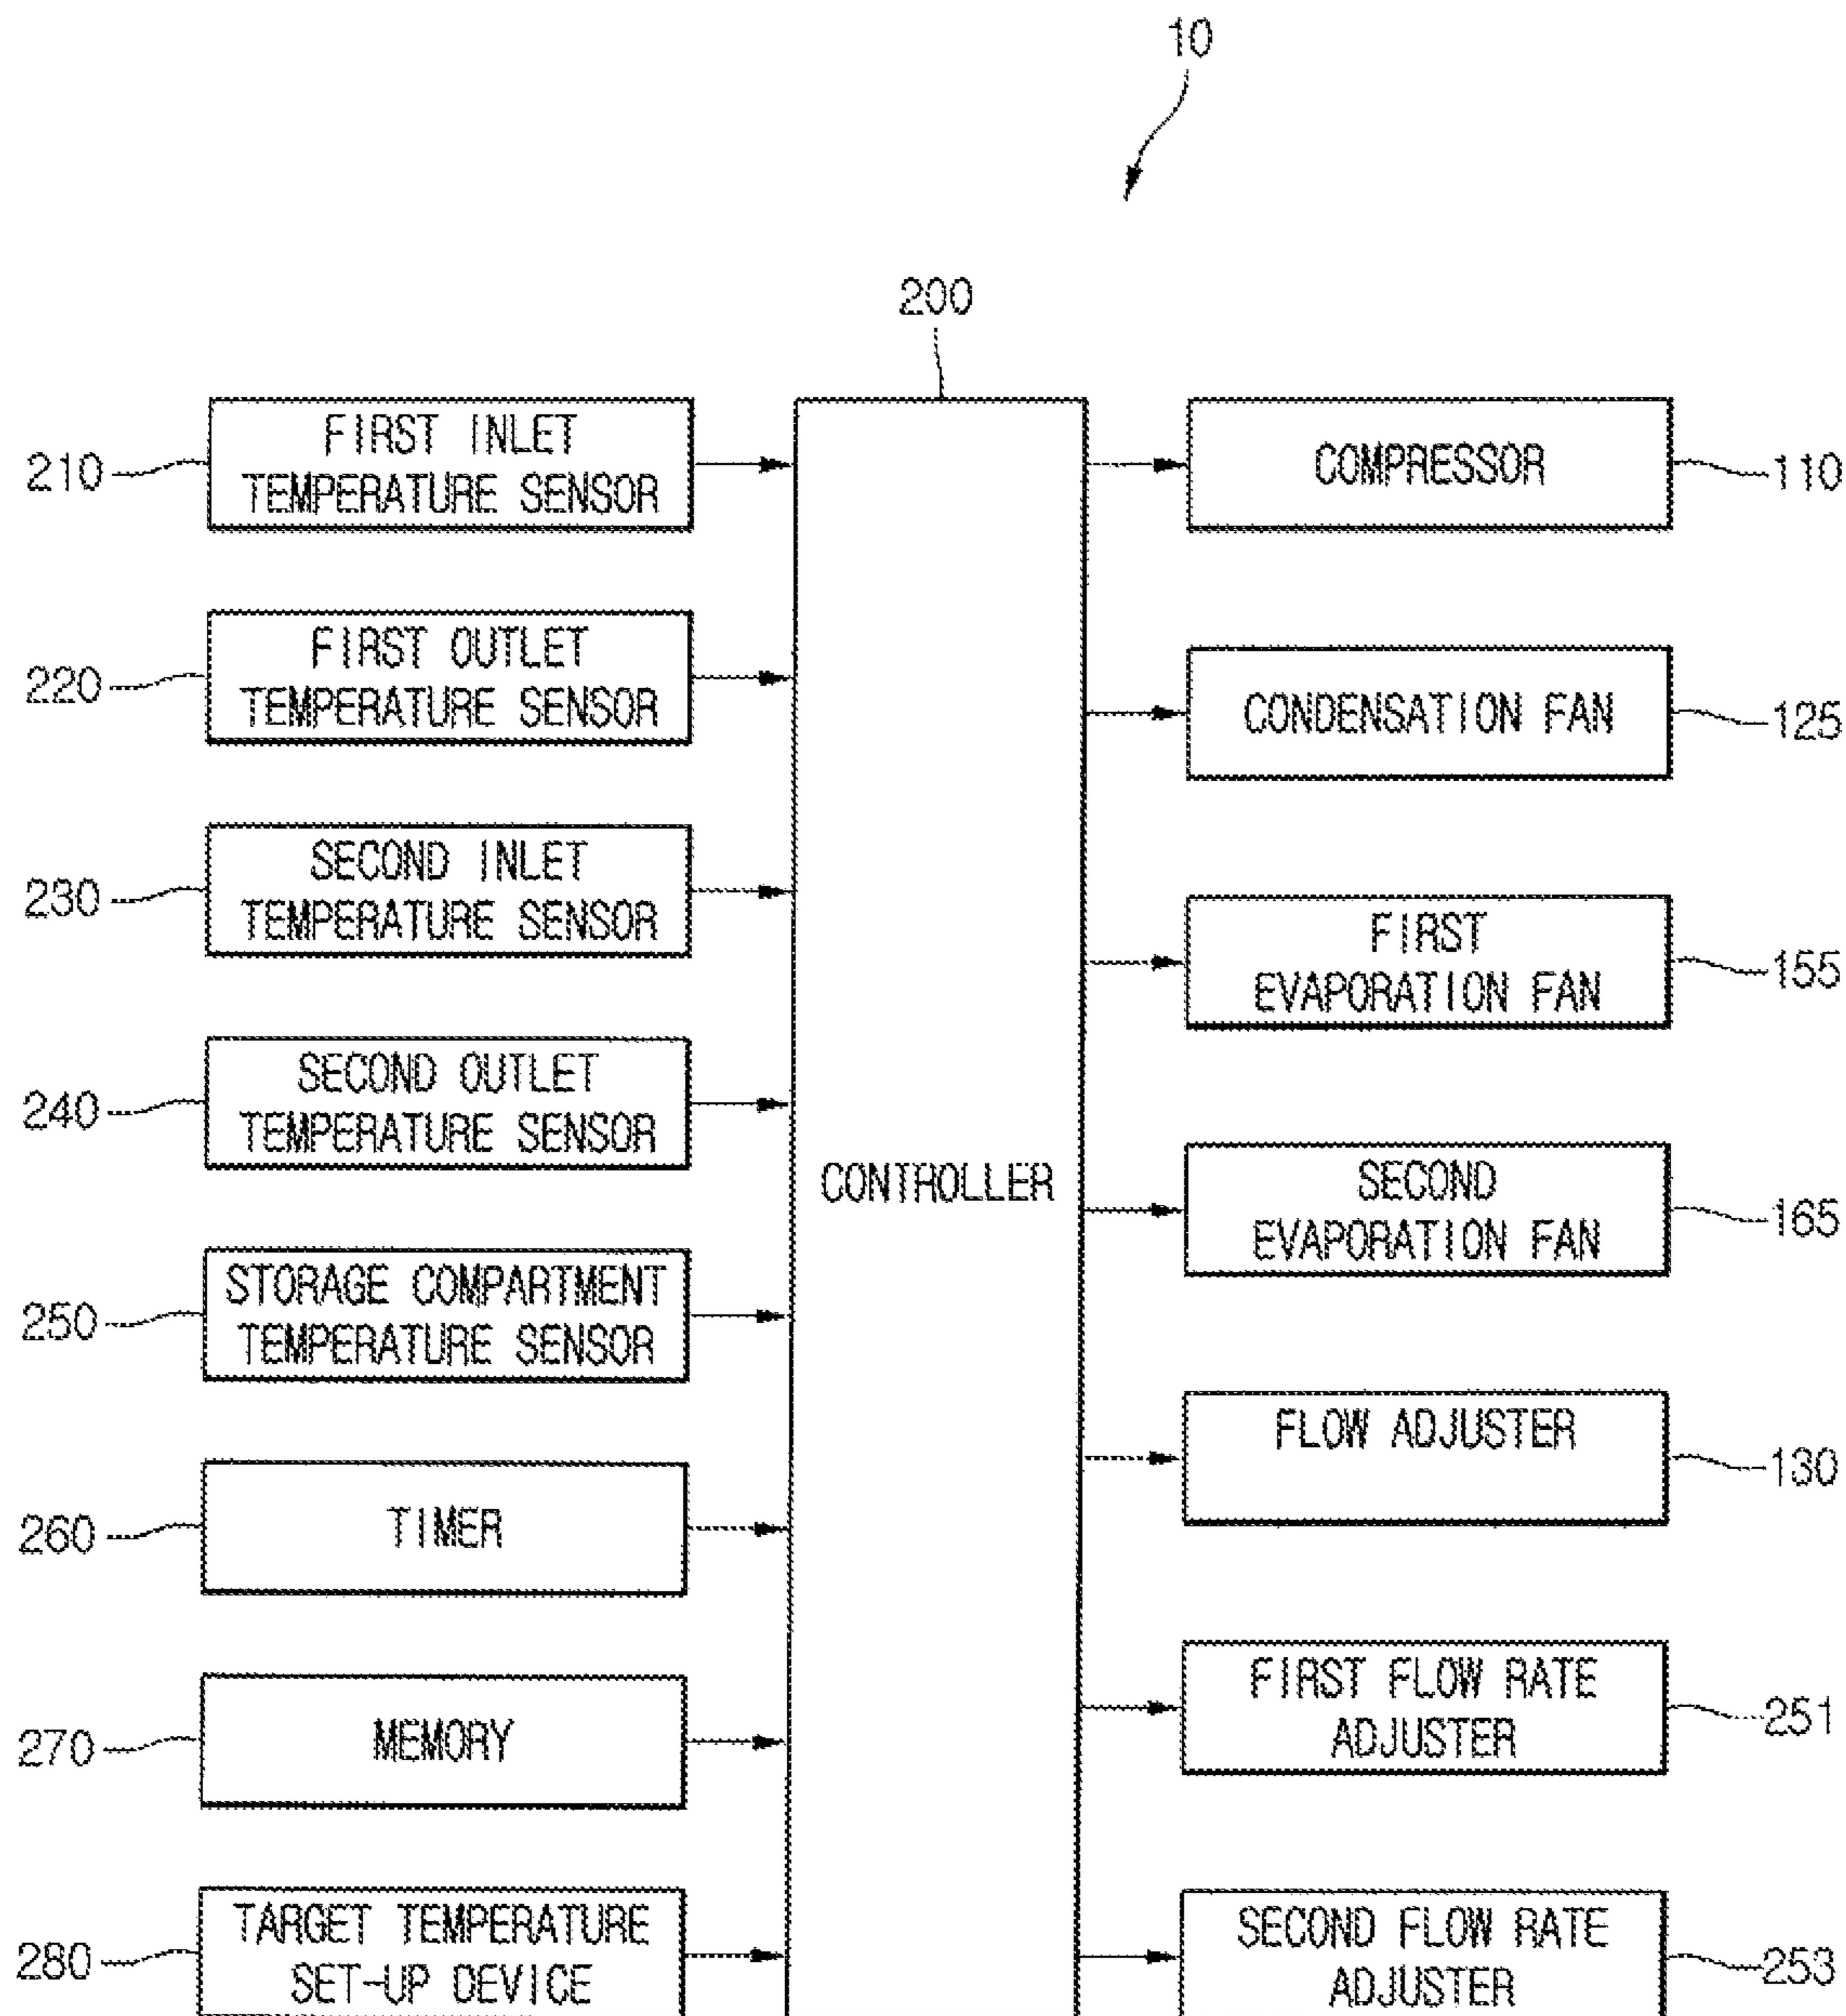 10
200
210
FIRST INLET
TEMPERATURE SENSOR
220
FIRST OUTLET
TEMPERATURE SENSOR
230
SECOND INLET
TEMPERATURE SENSOR
240
SECOND OUTLET
TEMPERATURE SENSOR
250
STORAGE COMPARTMENT
TEMPERATURE SENSOR
260
TIMER
270
MEMORY
280
TARGET TEMPERATURE
SET-UP DEVICE
CONTROLLER
COMPRESSOR
110
CONDENSATION FAN
125
FIRST
EVAPORATION FAN
155
SECOND
EVAPORATION FAN
165
FLOW ADJUSTER
130
FIRST FLOW RATE
ADJUSTER
251
SECOND FLOW RATE
ADJUSTER
253